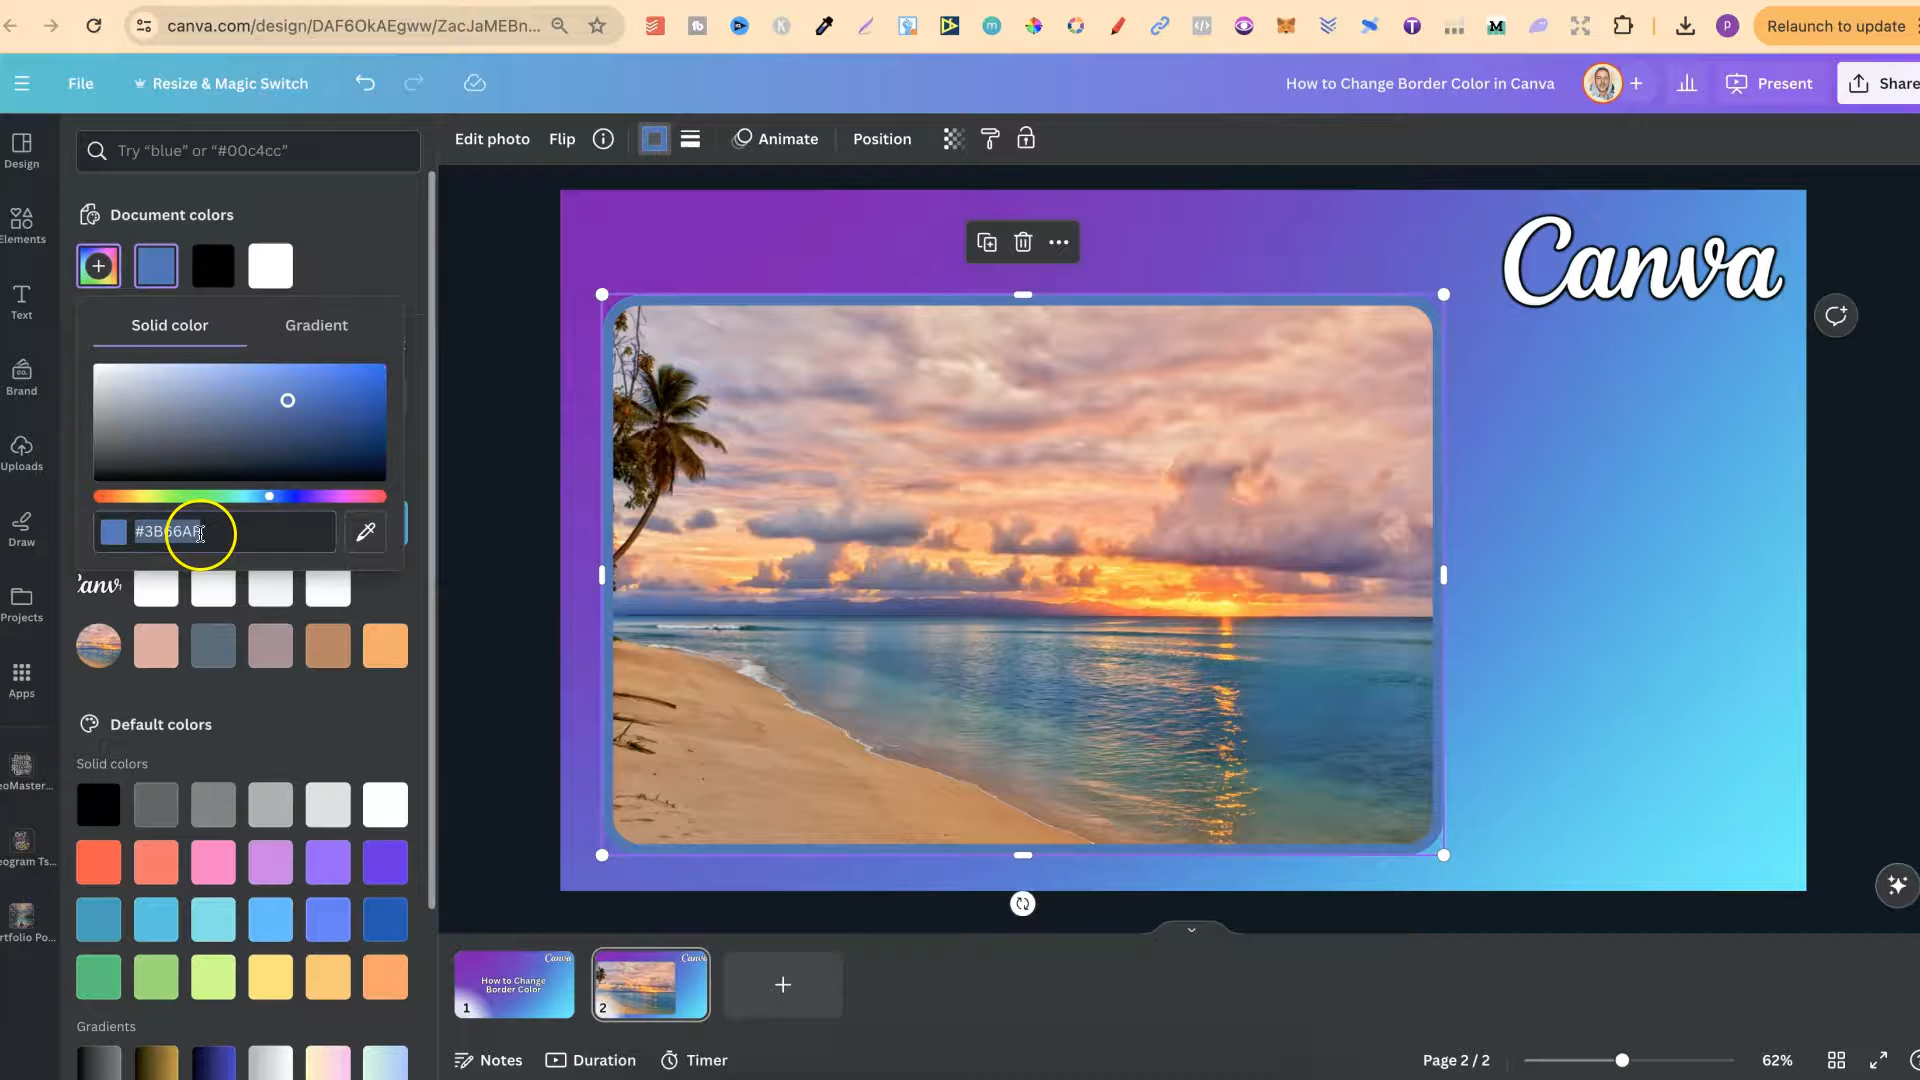 canva.com/design/DAF6OkAEgww/ZacJaMEBn...
Relaunch to update
File
Resize & Magic Switch
How to Change Border Color in Canva
Present
Share
Design
Elements
Text
Brand
Uploads
Draw
Projects
Apps
Try “blue” or “#00c4cc”
Edit photo
Flip
Animate
Position
Document colors
Solid color
Gradient
Default colors
Solid colors
Gradients
Canva
How to Change
Border Color
Canva
1
Canva
2
Notes
Duration
Timer
Page 2 / 2
62%